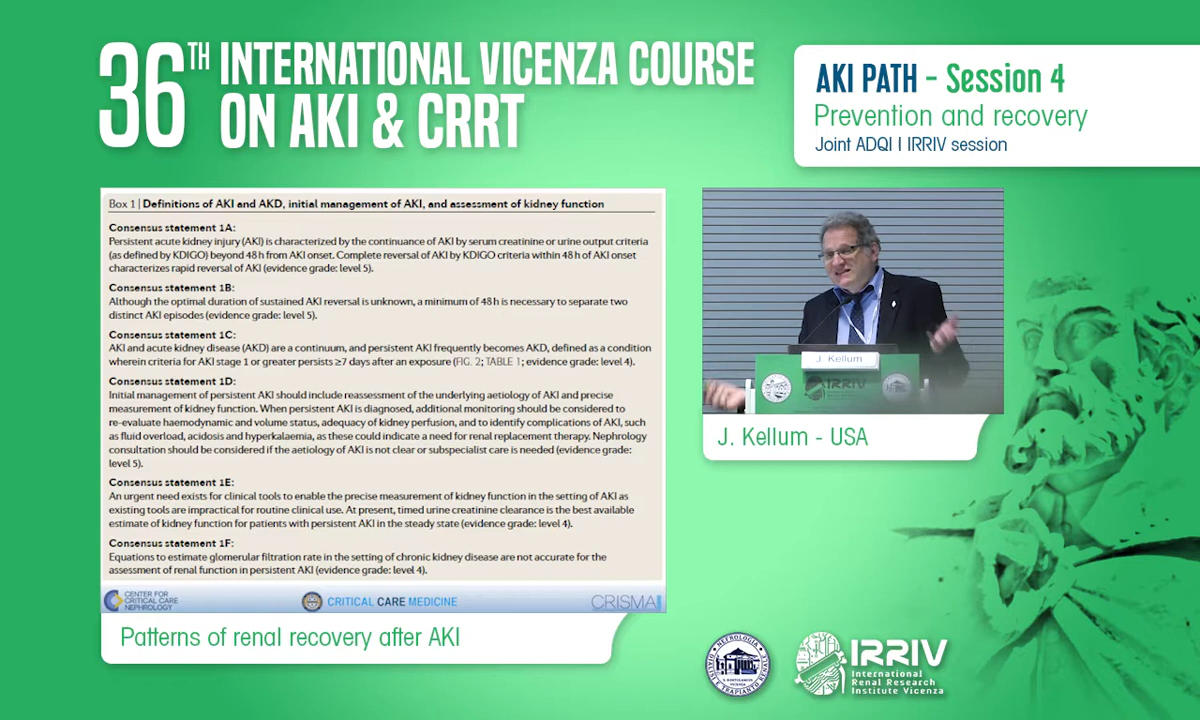 36TH INTERNATIONAL VICENZA COURSE
ON AKI & CRRT
AKI PATH - Session 4
Prevention and recovery
Joint ADQI I IRRIV session
Box 1 | Definitions of AKI and AKD, initial management of AKI, and assessment of kidney function
Consensus statement 1A:
Persistent acute kidney injury (AKI) is characterized by the continuance of AKI by serum creatinine or urine output criteria
(as defined by KDIGO) beyond 48 h from AKI onset. Complete reversal of AKI by KDIGO criteria within 48 h of AKI onset
characterizes rapid reversal of AKI (evidence grade: level 5).
Consensus statement 1B:
Although the optimal duration of sustained AKI reversal is unknown, a minimum of 48 h is necessary to separate two
distinct AKI episodes (evidence grade: level 5).
Consensus statement 1C:
AKI and acute kidney disease (AKD) are a continuum, and persistent AKI frequently becomes AKD, defined as a condition
wherein criteria for AKI stage 1 or greater persists ≥7 days after an exposure (FIG. 2; TABLE 1; evidence grade: level 4).
Consensus statement 1D:
Initial management of persistent AKI should include reassessment of the underlying aetiology of AKI and precise
measurement of kidney function. When persistent AKI is diagnosed, additional monitoring should be considered to
re-evaluate haemodynamic and volume status, adequacy of kidney perfusion, and to identify complications of AKI, such
as fluid overload, acidosis and hyperkalaemia, as these could indicate a need for renal replacement therapy. Nephrology
consultation should be considered if the aetiology of AKI is not clear or subspecialist care is needed (evidence grade:
level 5).
Consensus statement 1E:
An urgent need exists for clinical tools to enable the precise measurement of kidney function in the setting of AKI as
existing tools are impractical for routine clinical use. At present, timed urine creatinine clearance is the best available
estimate of kidney function for patients with persistent AKI in the steady state (evidence grade: level 4).
Consensus statement 1F:
Equations to estimate glomerular filtration rate in the setting of chronic kidney disease are not accurate for the
assessment of renal function in persistent AKI (evidence grade: level 4).
CENTER FOR
CRITICAL CARE
NEPHROLOGY
CRITICAL CARE MEDICINE
CRISMA
J. Kellum
IRRIV
J. Kellum - USA
Patterns of renal recovery after AKI
NEFROLOGIA
DIALISI E TRAPIANTO RENALE
S. BORTOLO
VICENZA
IRRIV
International
Renal Research
Institute Vicenza